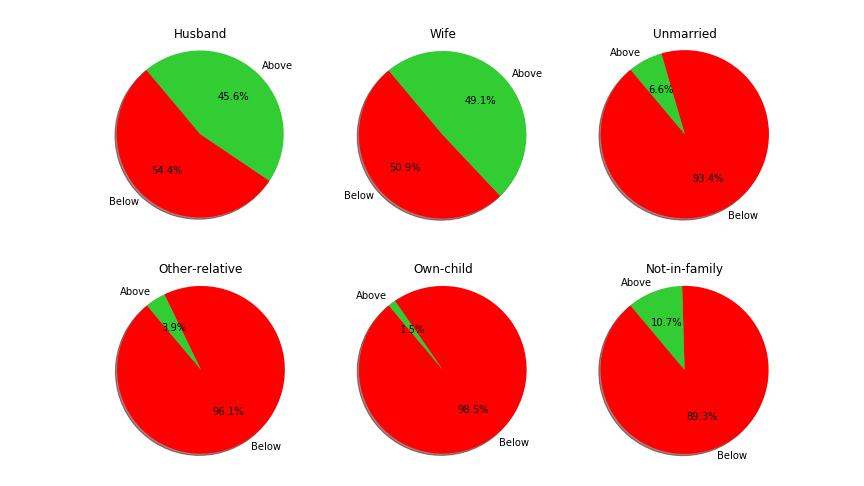 Husband
Above
45.6%
54.4%
Below
Wife
Above
49.1%
50.9%
Below
Unmarried
Above
6.6%
93.4%
Below
Other-relative
Above
3.9%
96.1%
Below
Own-child
Above
1.5%
98.5%
Below
Not-in-family
Above
10.7%
89.3%
Below